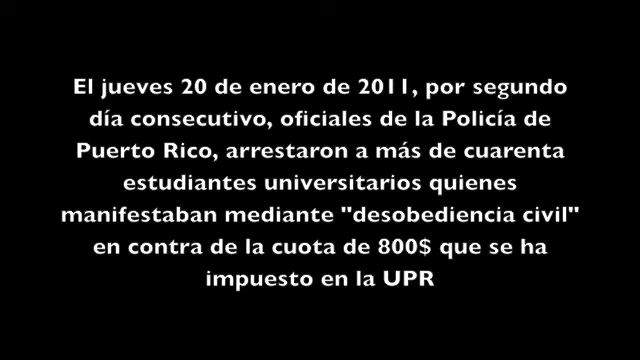 El jueves 20 de enero de 2011, por segundo
día consecutivo, oficiales de la Policía de
Puerto Rico, arrestaron a más de cuarenta
estudiantes universitarios quienes
manifestaban mediante "desobediencia civil"
en contra de la cuota de 800$ que se ha
impuesto en la UPR